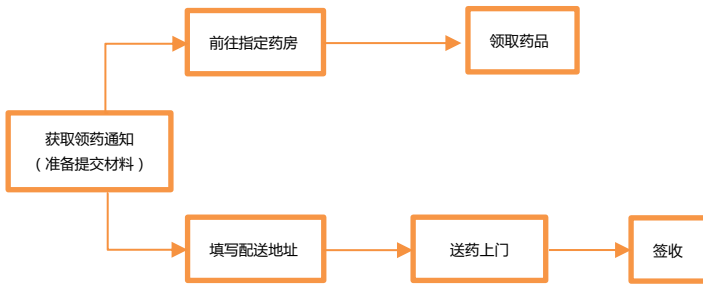 前往指定药房
领取药品
获取领药通知
（准备提交材料）
填写配送地址
送药上门
签收